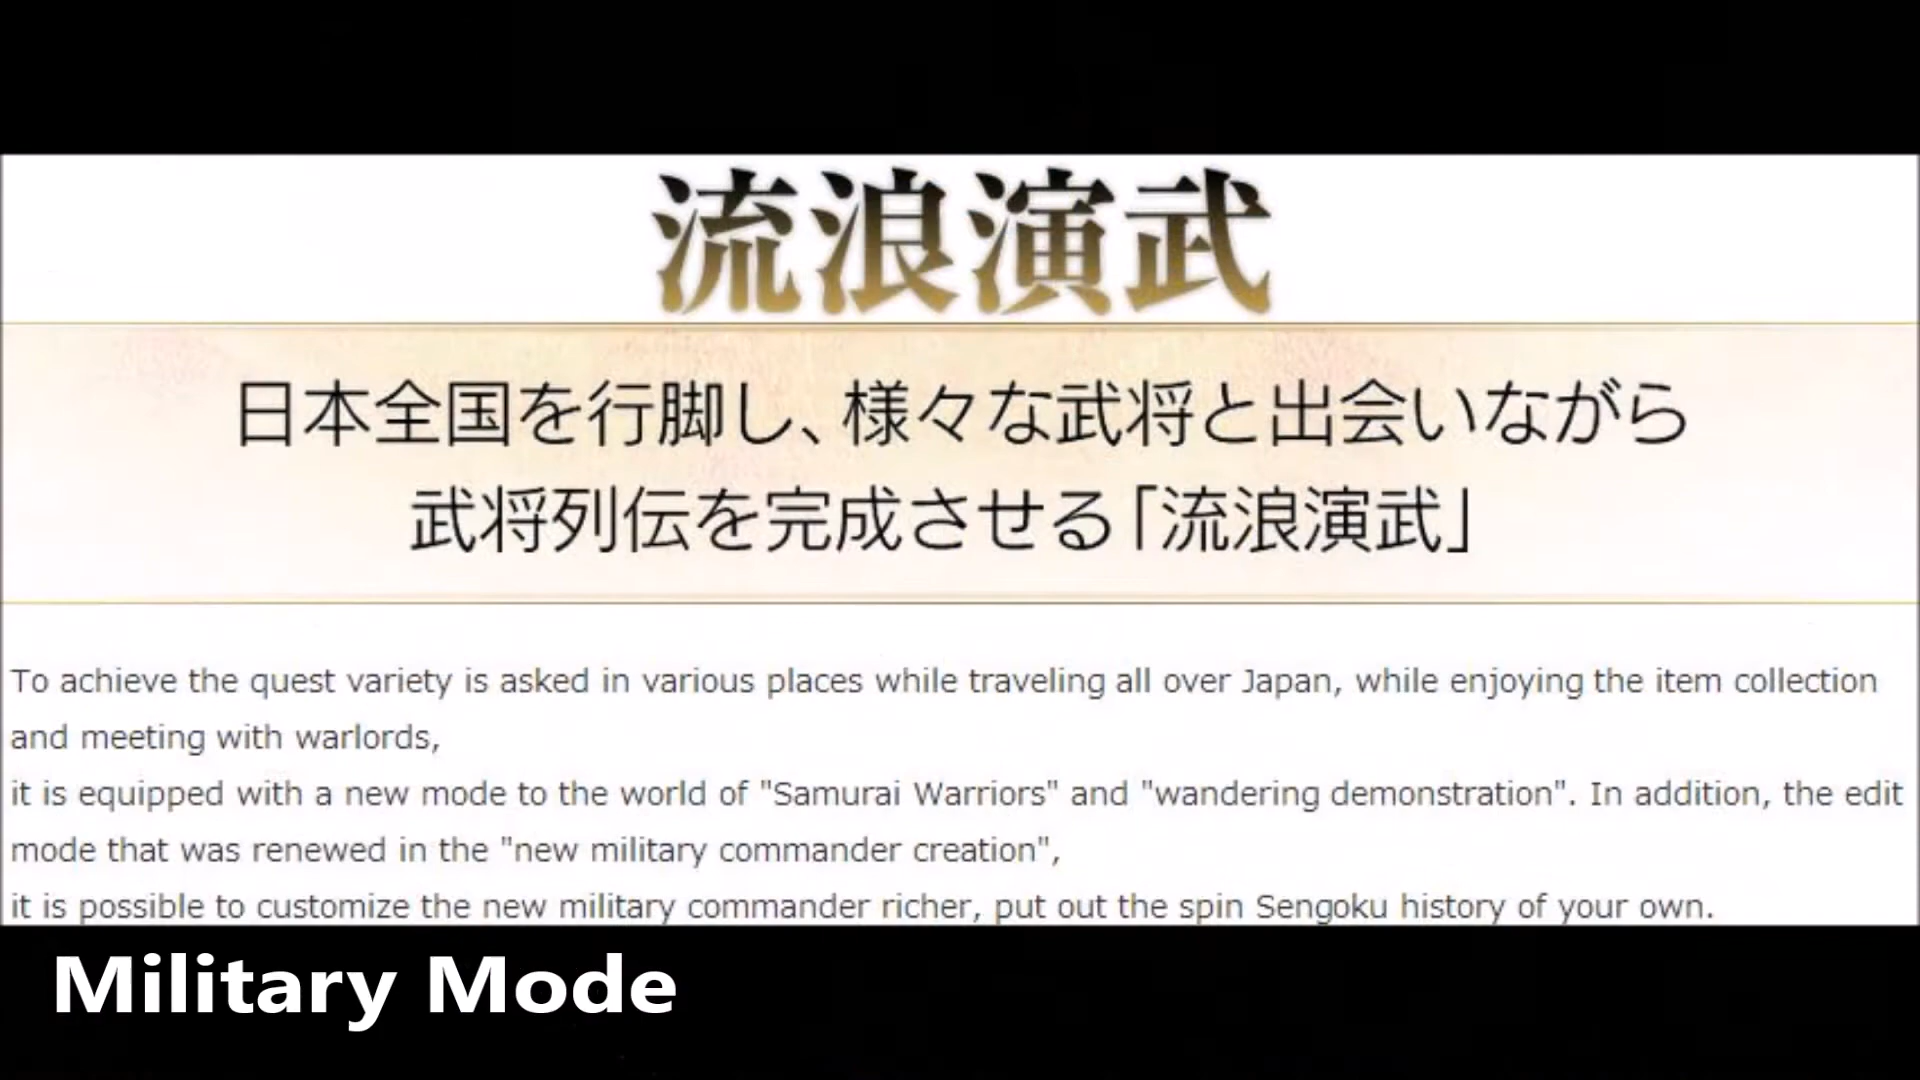 流浪演武
日本全国を行脚し、様々な武将と出会いながら
武将列伝を完成させる「流浪演武」
To achieve the quest variety is asked in various places while traveling all over Japan, while enjoying the item collection
and meeting with warlords,
it is equipped with a new mode to the world of "Samurai Warriors" and "wandering demonstration". In addition, the edit
mode that was renewed in the "new military commander creation",
it is possible to customize the new military commander richer, put out the spin Sengoku history of your own.
Military Mode